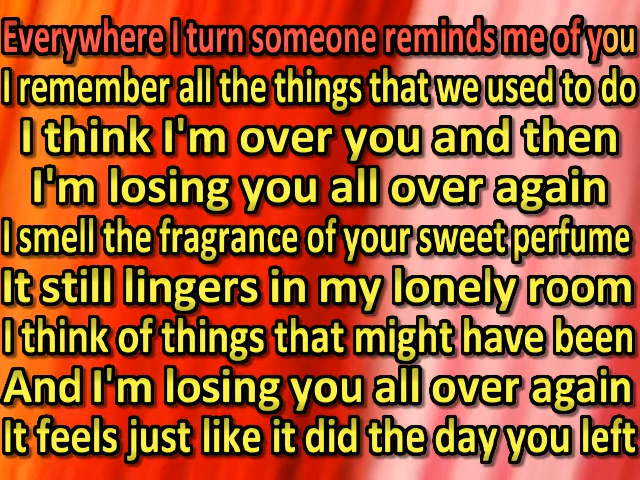 Everywhere I turn someone reminds me of you
I remember all the things that we used to do
I think I'm over you and then
I'm losing you all over again
I smell the fragrance of your sweet perfume
It still lingers in my lonely room
I think of things that might have been
And I'm losing you all over again
It feels just like it did the day you left